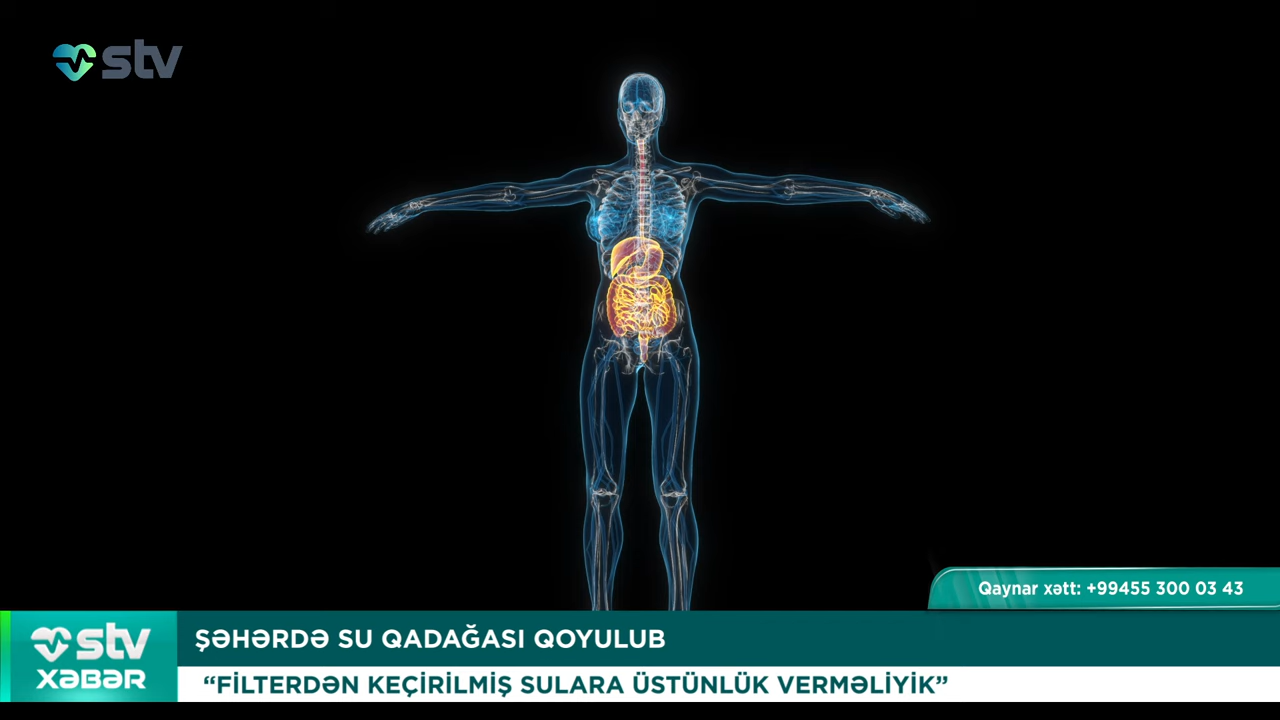 stv
Qaynar xətt: +99455 300 03 43
stv
XƏBƏR
ŞƏHƏRDƏ SU QADAĞASI QOYULUB
“FİLTERDƏN KEÇİRİLMİŞ SULARA ÜSTÜNLÜK VERMƏLİYİK”